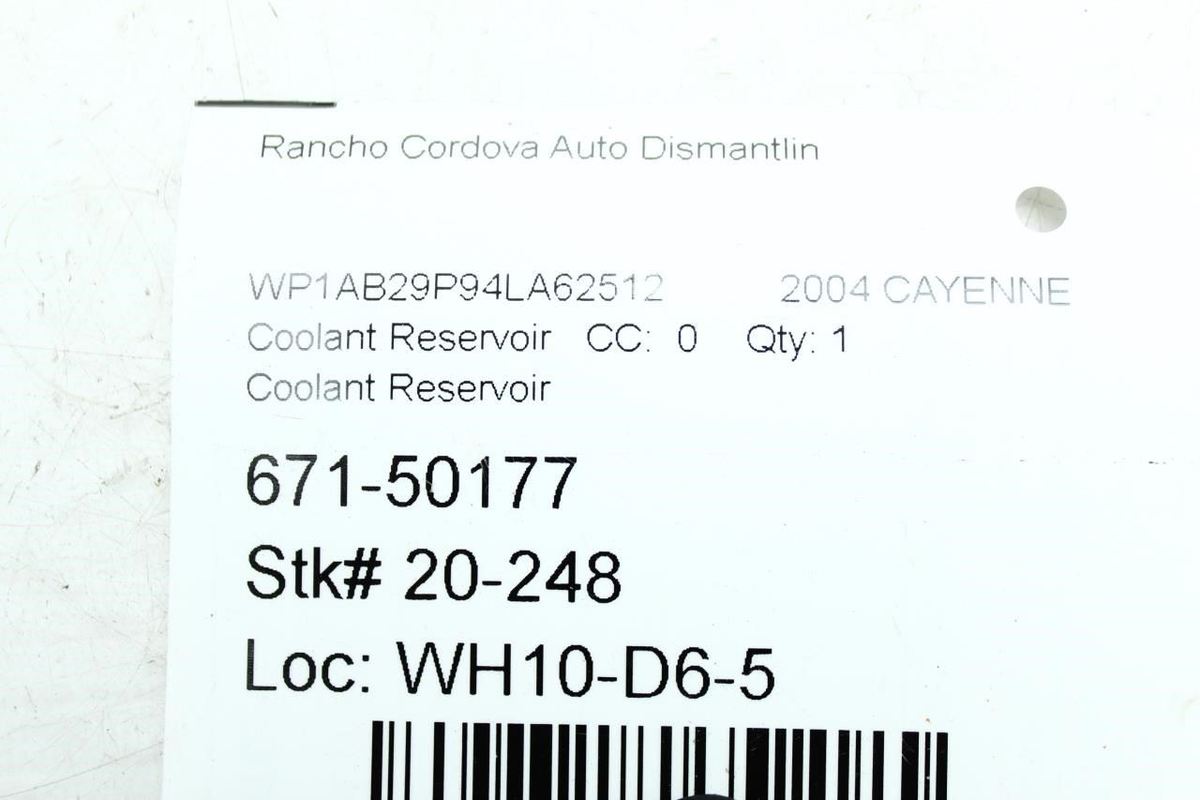 Rancho Cordova Auto Dismantlin
WP1AB29P94LA62512 2004 CAYENNE
Coolant Reservoir CC: 0 Qty: 1
Coolant Reservoir
671-50177
Stk# 20-248
Loc: WH10-D6-5